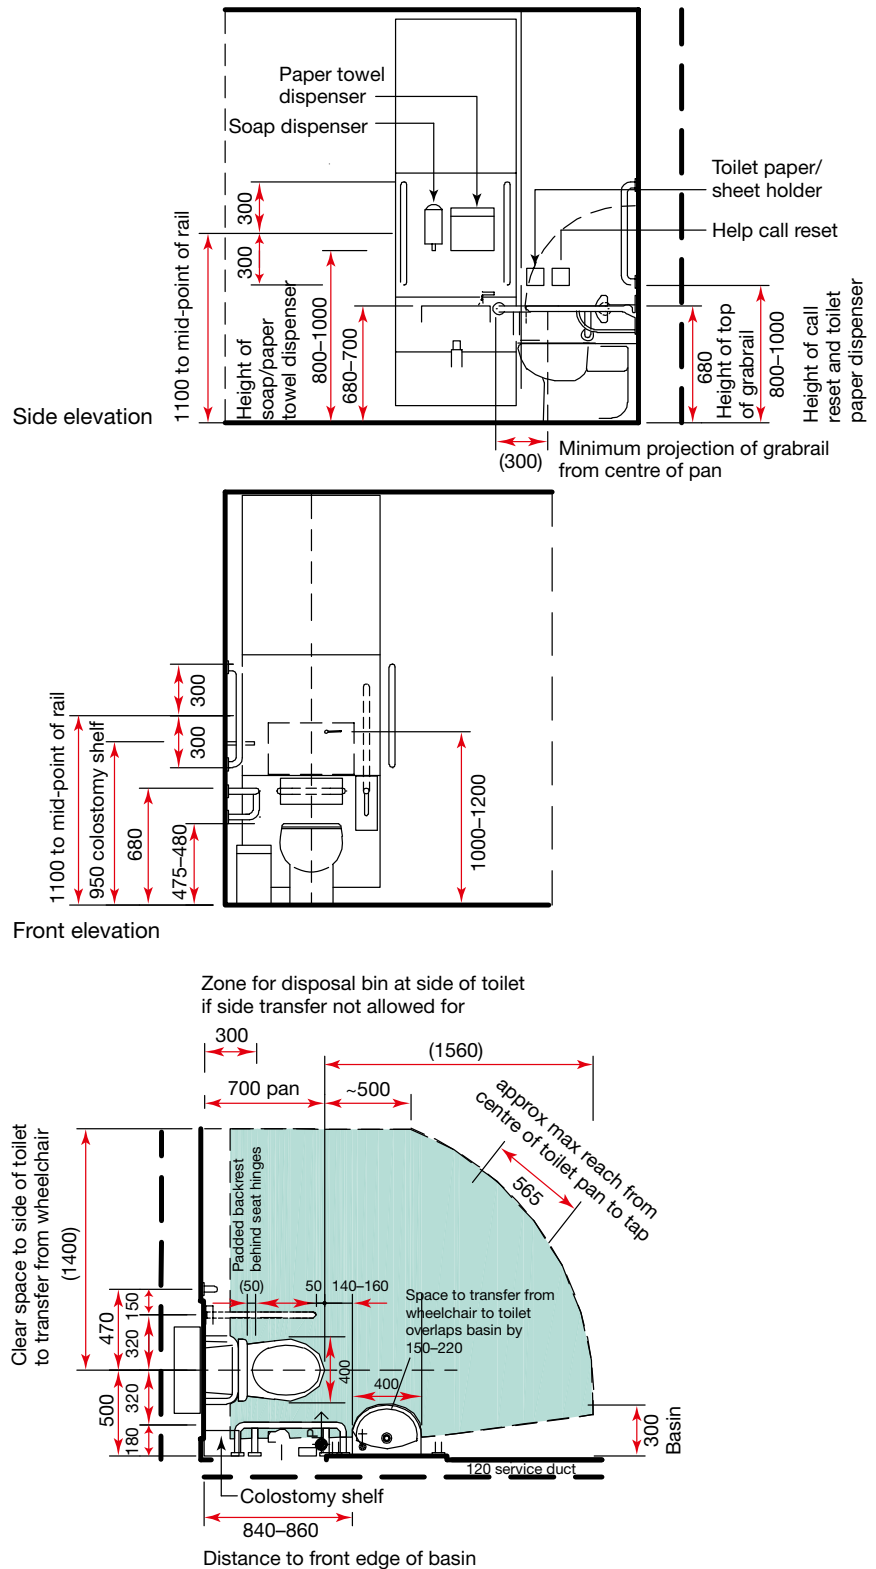 Paper towel
dispenser
Soap dispenser
Toilet paper/
sheet holder
Help call reset
300
300
1100 to mid-point of rail
Height of
soap/paper
towel dispenser
800–1000
680–700
680
Height of top
of grabrail
800–1000
Height of call
reset and toilet
paper dispenser
Side elevation
(300)
Minimum projection of grabrail
from centre of pan
300
300
1100 to mid-point of rail
950 colostomy shelf
680
475–480
1000–1200
Front elevation
Zone for disposal bin at side of toilet
if side transfer not allowed for
300
(1560)
700 pan
~500
approx max reach from
centre of toilet pan to tap
565
Clear space to side of toilet
to transfer from wheelchair
(1400)
Padded backrest
behind seat hinges
(50)
50
140–160
Space to transfer from
wheelchair to toilet
overlaps basin by
150–220
470
150
320
400
400
500
320
180
300
Basin
120 service duct
Colostomy shelf
840–860
Distance to front edge of basin